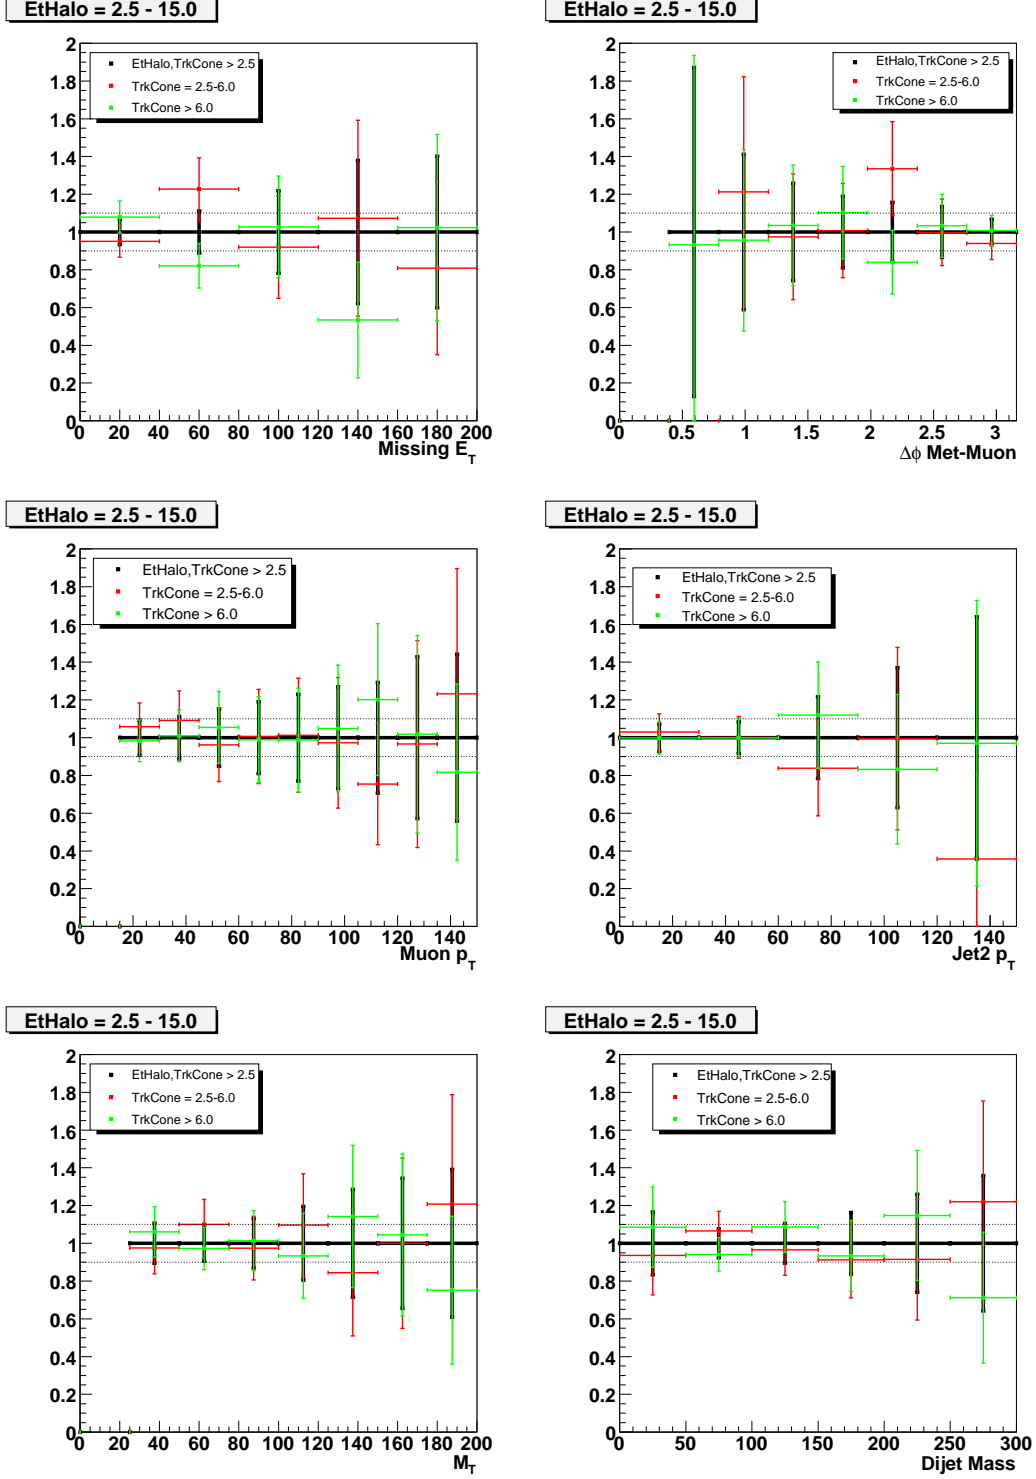 EtHalo = 2.5 - 15.0
EtHalo,TrkCone > 2.5
TrkCone = 2.5-6.0
TrkCone > 6.0
2
1.8
1.6
1.4
1.2
1
0.8
0.6
0.4
0.2
0
0 20 40 60 80 100 120 140 160 180 200
Missing E_T
EtHalo = 2.5 - 15.0
EtHalo,TrkCone > 2.5
TrkCone = 2.5-6.0
TrkCone > 6.0
2
1.8
1.6
1.4
1.2
1
0.8
0.6
0.4
0.2
0
0 0.5 1 1.5 2 2.5 3
Δϕ Met-Muon
EtHalo = 2.5 - 15.0
EtHalo,TrkCone > 2.5
TrkCone = 2.5-6.0
TrkCone > 6.0
2
1.8
1.6
1.4
1.2
1
0.8
0.6
0.4
0.2
0
0 20 40 60 80 100 120 140
Muon p_T
EtHalo = 2.5 - 15.0
EtHalo,TrkCone > 2.5
TrkCone = 2.5-6.0
TrkCone > 6.0
2
1.8
1.6
1.4
1.2
1
0.8
0.6
0.4
0.2
0
0 20 40 60 80 100 120 140
Jet2 p_T
EtHalo = 2.5 - 15.0
EtHalo,TrkCone > 2.5
TrkCone = 2.5-6.0
TrkCone > 6.0
2
1.8
1.6
1.4
1.2
1
0.8
0.6
0.4
0.2
0
0 20 40 60 80 100 120 140 160 180 200
M_T
EtHalo = 2.5 - 15.0
EtHalo,TrkCone > 2.5
TrkCone = 2.5-6.0
TrkCone > 6.0
2
1.8
1.6
1.4
1.2
1
0.8
0.6
0.4
0.2
0
0 50 100 150 200 250 300
Dijet Mass